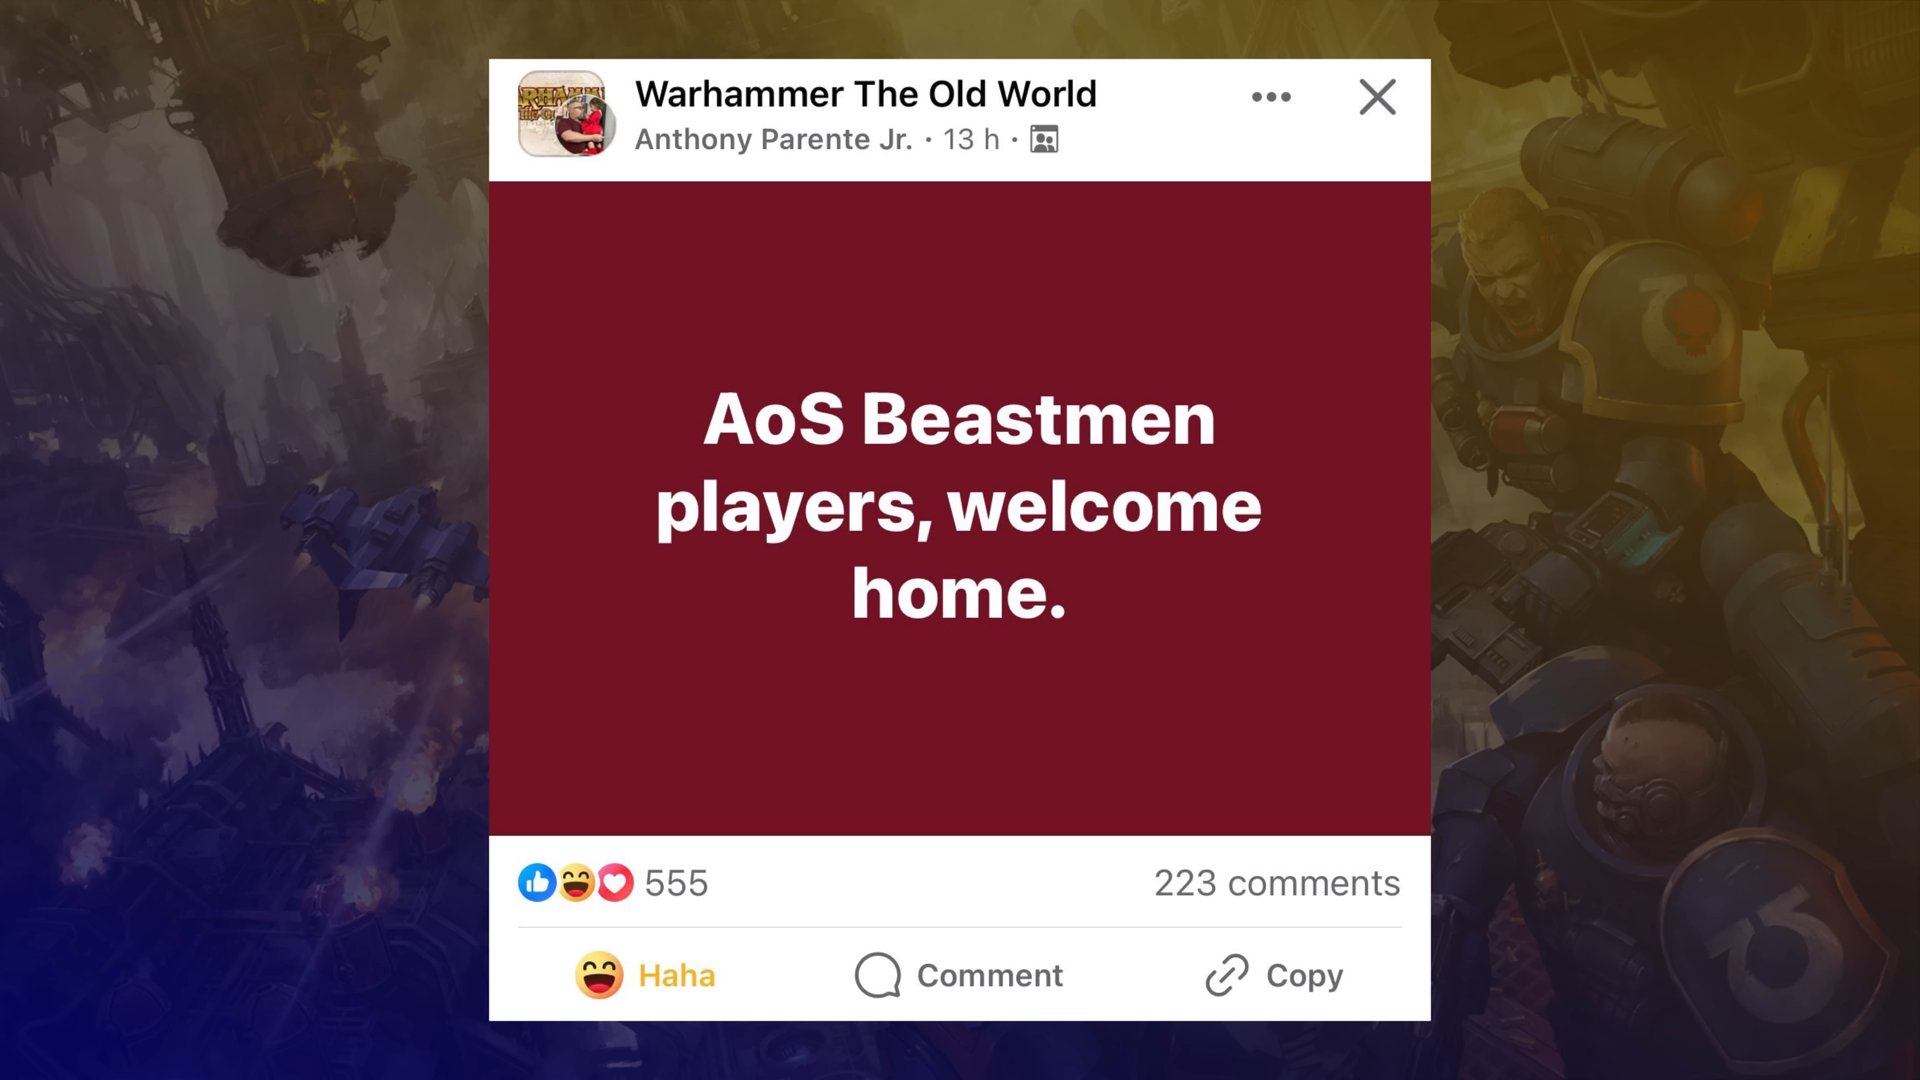 Warhammer The Old World
Anthony Parente Jr. · 13 h ·
AoS Beastmen
players, welcome
home.
555
223 comments
Haha
Comment
Copy